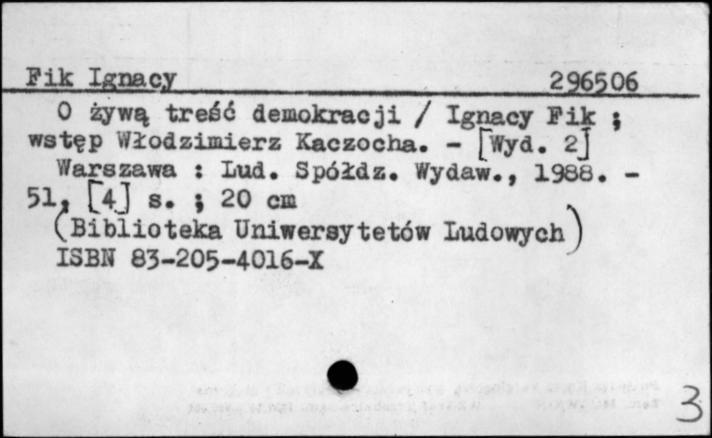 Fik Ignacy 296506
O żywą treść demokracji / Ignacy Fik ;
wstęp Włodzimierz Kaczocha. - [Wyd. 2]
Warszawa : Lud. Spółdz. Wydaw., 1988. -
51, [4] s. ; 20 cm
(Biblioteka Uniwersytetów Ludowych)
ISBN 83-205-4016-X
3